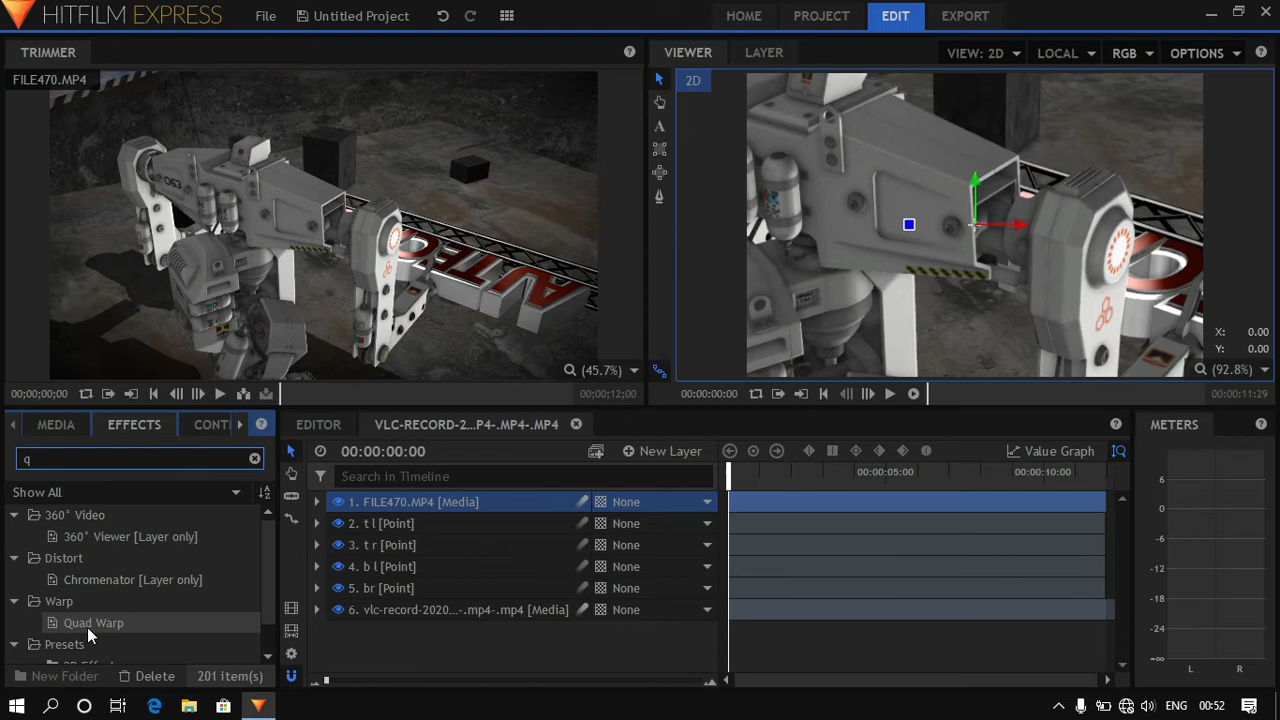 HITFILM EXPRESS File Untitled Project HOME PROJECT EDIT EXPORT
TRIMMER
FILE470.MP4
063
(45.7%)
00;00;00;00 00;00;12;00
VIEWER LAYER VIEW: 2D LOCAL RGB OPTIONS
2D
X: 0.00
Y: 0.00
(92.8%)
00:00:00:00 00:00:11:29
MEDIA EFFECTS CONT
q
Show All
360° Video
360° Viewer [Layer only]
Distort
Chromenator [Layer only]
Warp
Quad Warp
Presets
New Folder Delete 201 item(s)
EDITOR VLC-RECORD-2...P4-.MP4-.MP4
00:00:00:00 New Layer Value Graph
Search in Timeline 00:00:05:00 00:00:10:00
1. FILE470.MP4 [Media] None
2. t l [Point] None
3. t r [Point] None
4. b l [Point] None
5. br [Point] None
6. vlc-record-2020...-.mp4-.mp4 [Media] None
METERS
6
0
-6
-12
-18
-24
-∞
L R
ENG 00:52